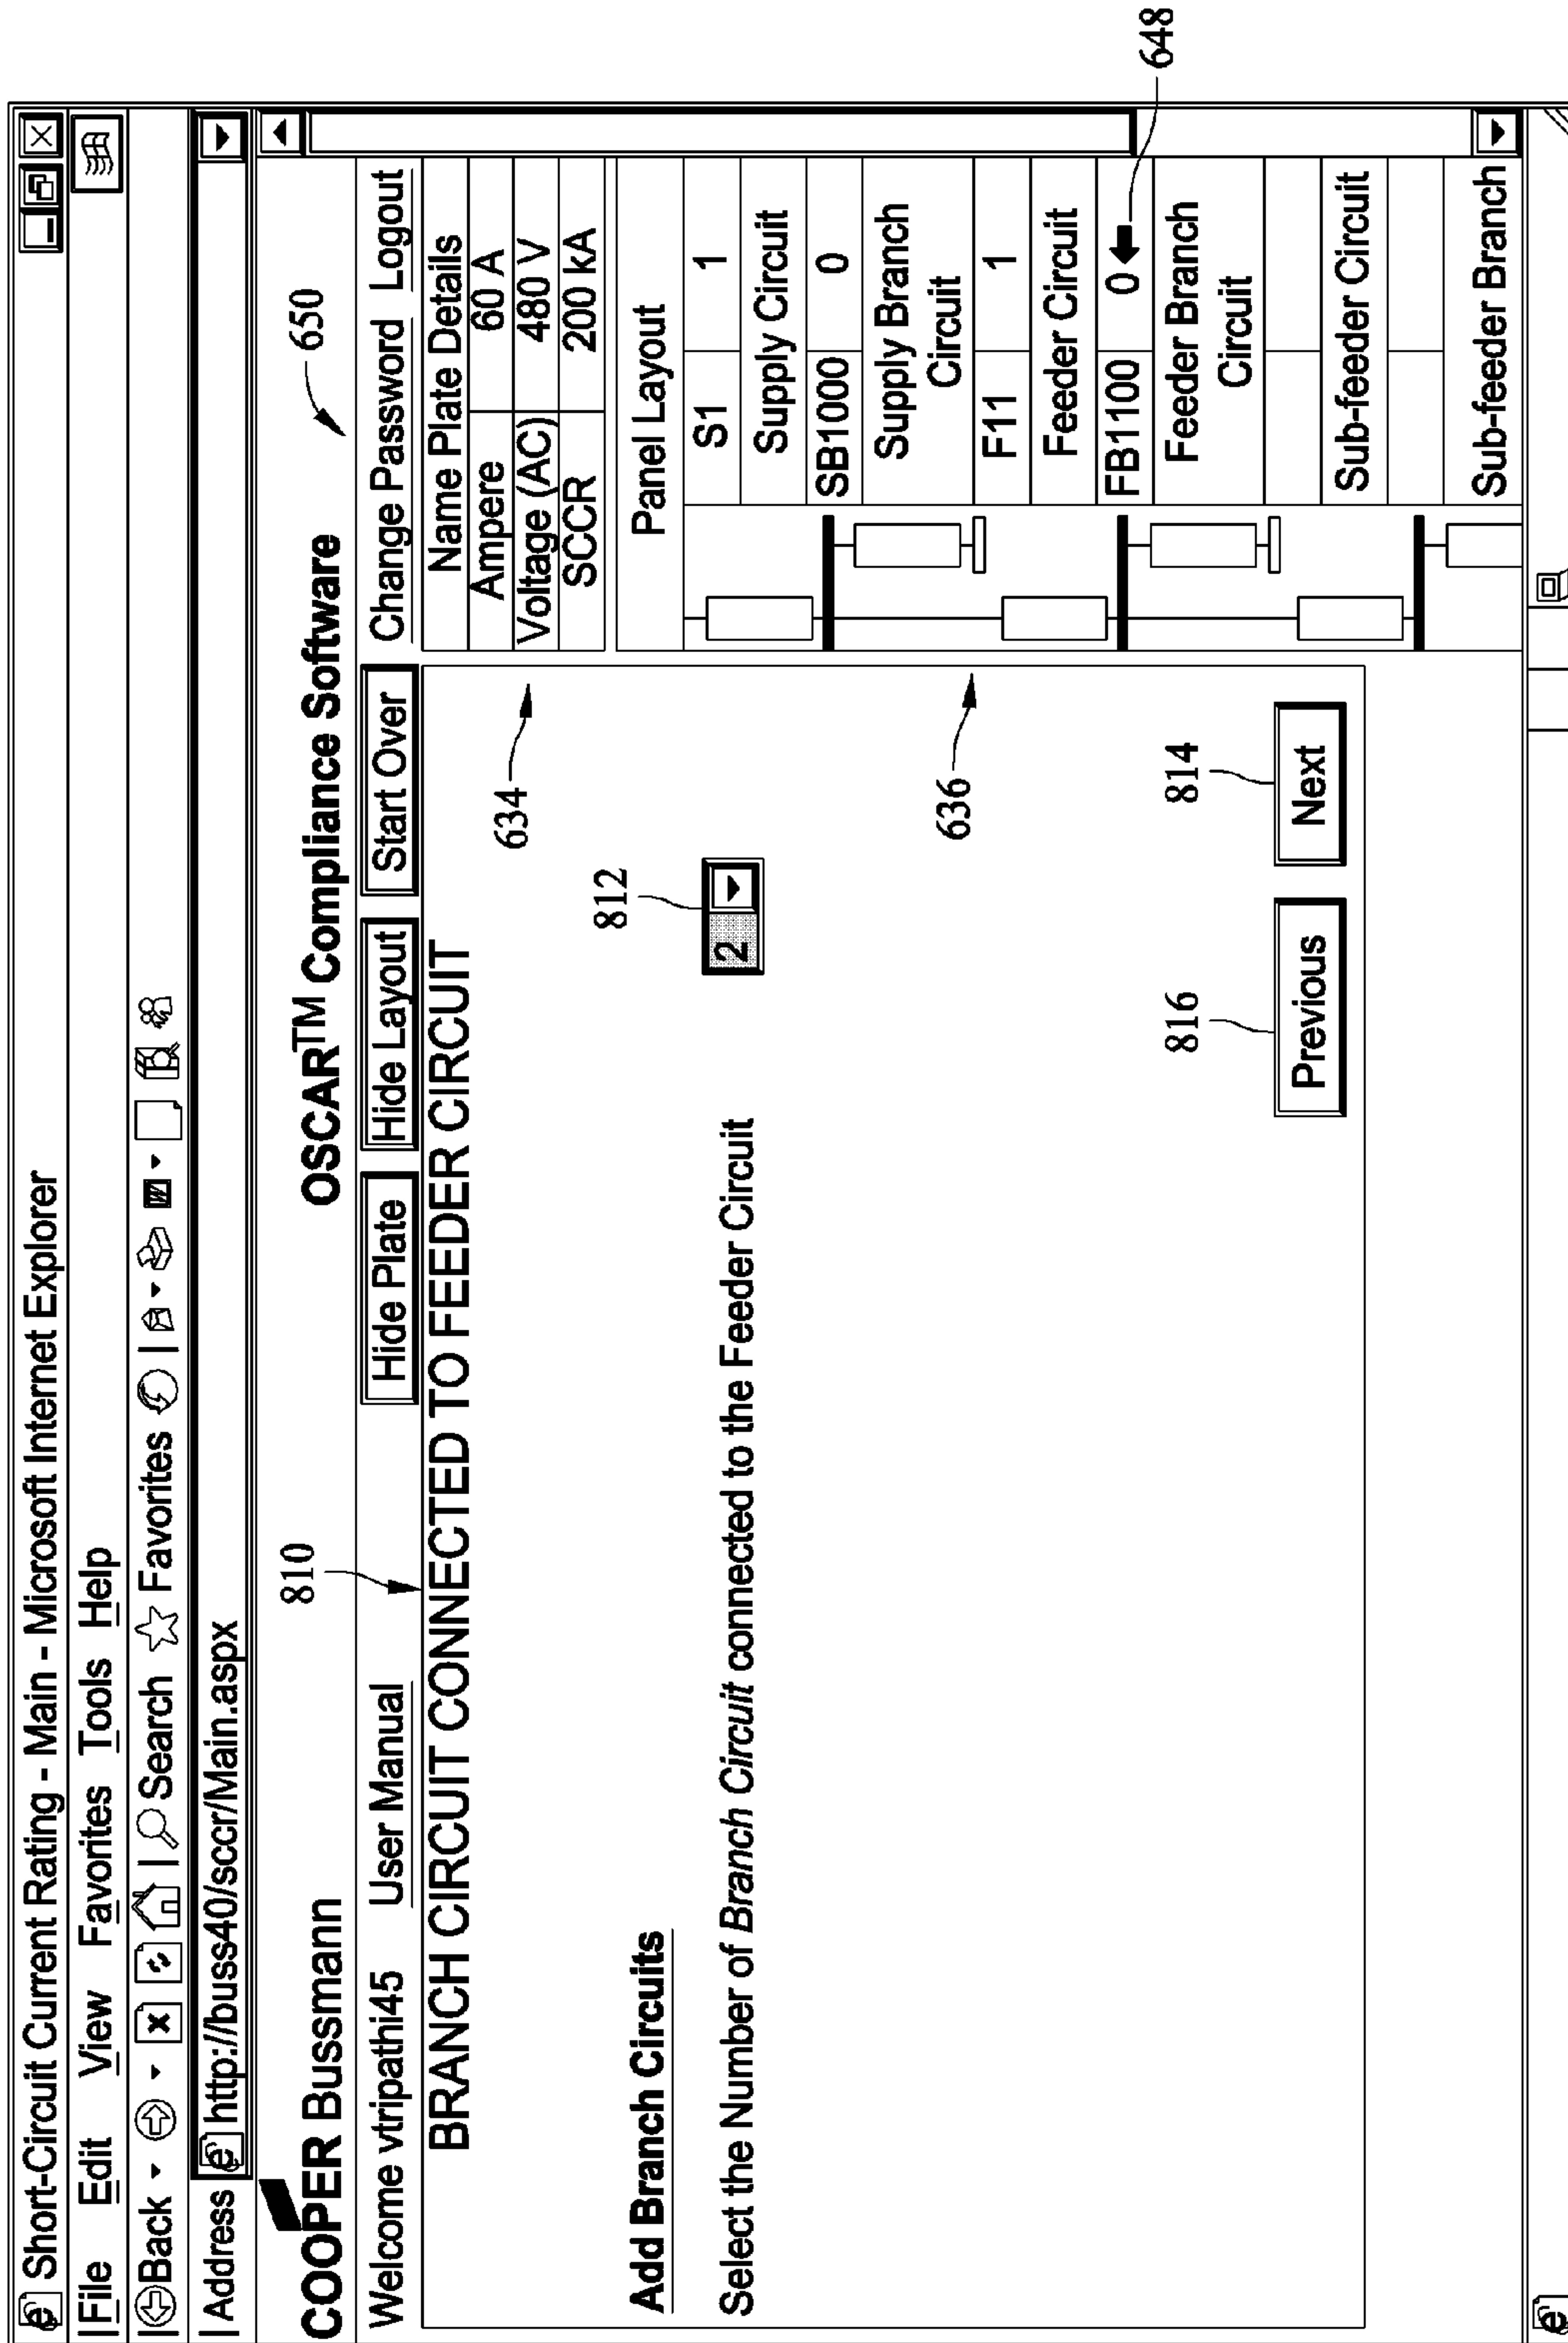 Short-Circuit Current Rating - Main - Microsoft Internet Explorer
File Edit View Favorites Tools Help
Back Search Favorites
Address http://buss40/sccr/Main.aspx
COOPER Bussmann
OSCAR™ Compliance Software
650
810
Welcome vtripathi45 User Manual Hide Plate Hide Layout Start Over Change Password Logout
BRANCH CIRCUIT CONNECTED TO FEEDER CIRCUIT
Name Plate Details
Ampere 60 A
Voltage (AC) 480 V
SCCR 200 kA
634
812
Add Branch Circuits
Select the Number of Branch Circuit connected to the Feeder Circuit 2
636
816
814
Previous Next
Panel Layout
S1 1
Supply Circuit
SB1000 0
Supply Branch
Circuit
F11 1
Feeder Circuit
FB1100 0
648
Feeder Branch
Circuit
Sub-feeder Circuit
Sub-feeder Branch